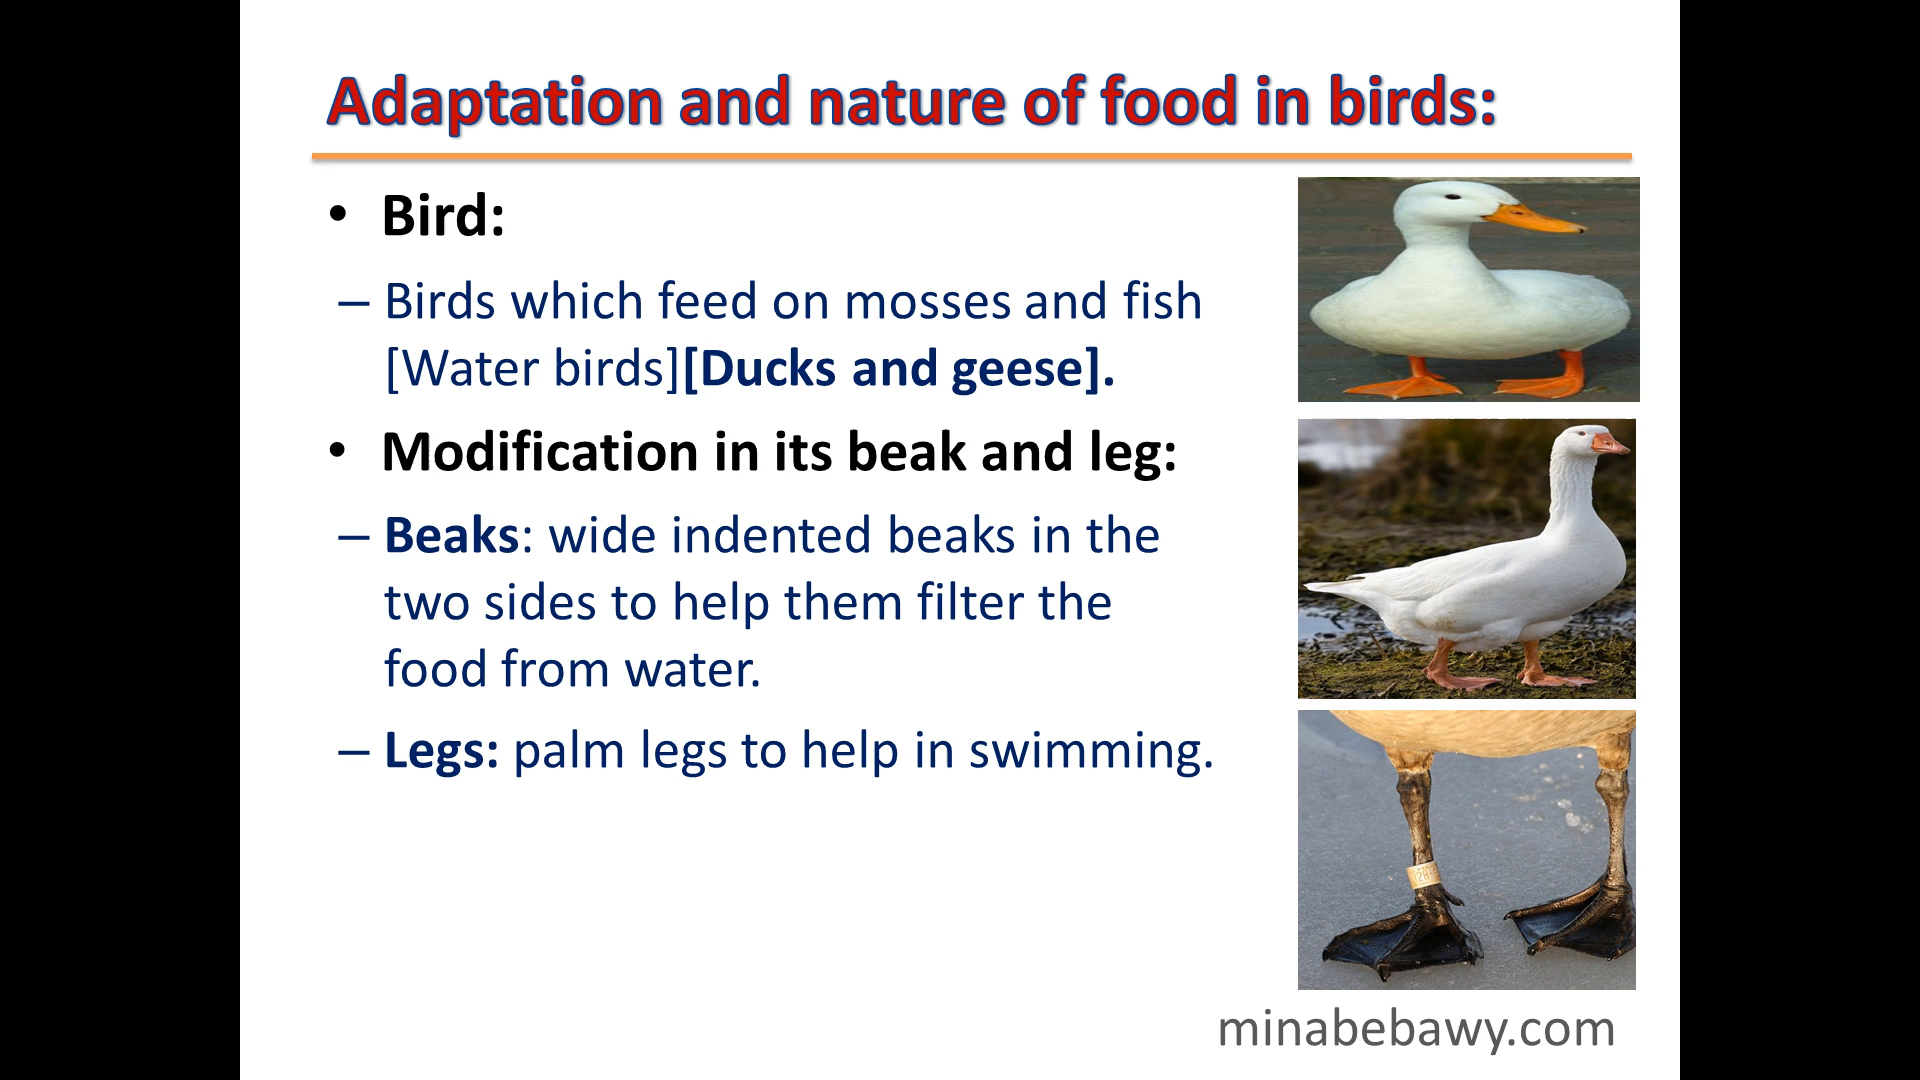 Adaptation and nature of food in birds:
• Bird:
– Birds which feed on mosses and fish
[Water birds][Ducks and geese].
• Modification in its beak and leg:
– Beaks: wide indented beaks in the
two sides to help them filter the
food from water.
– Legs: palm legs to help in swimming.
minabebawy.com